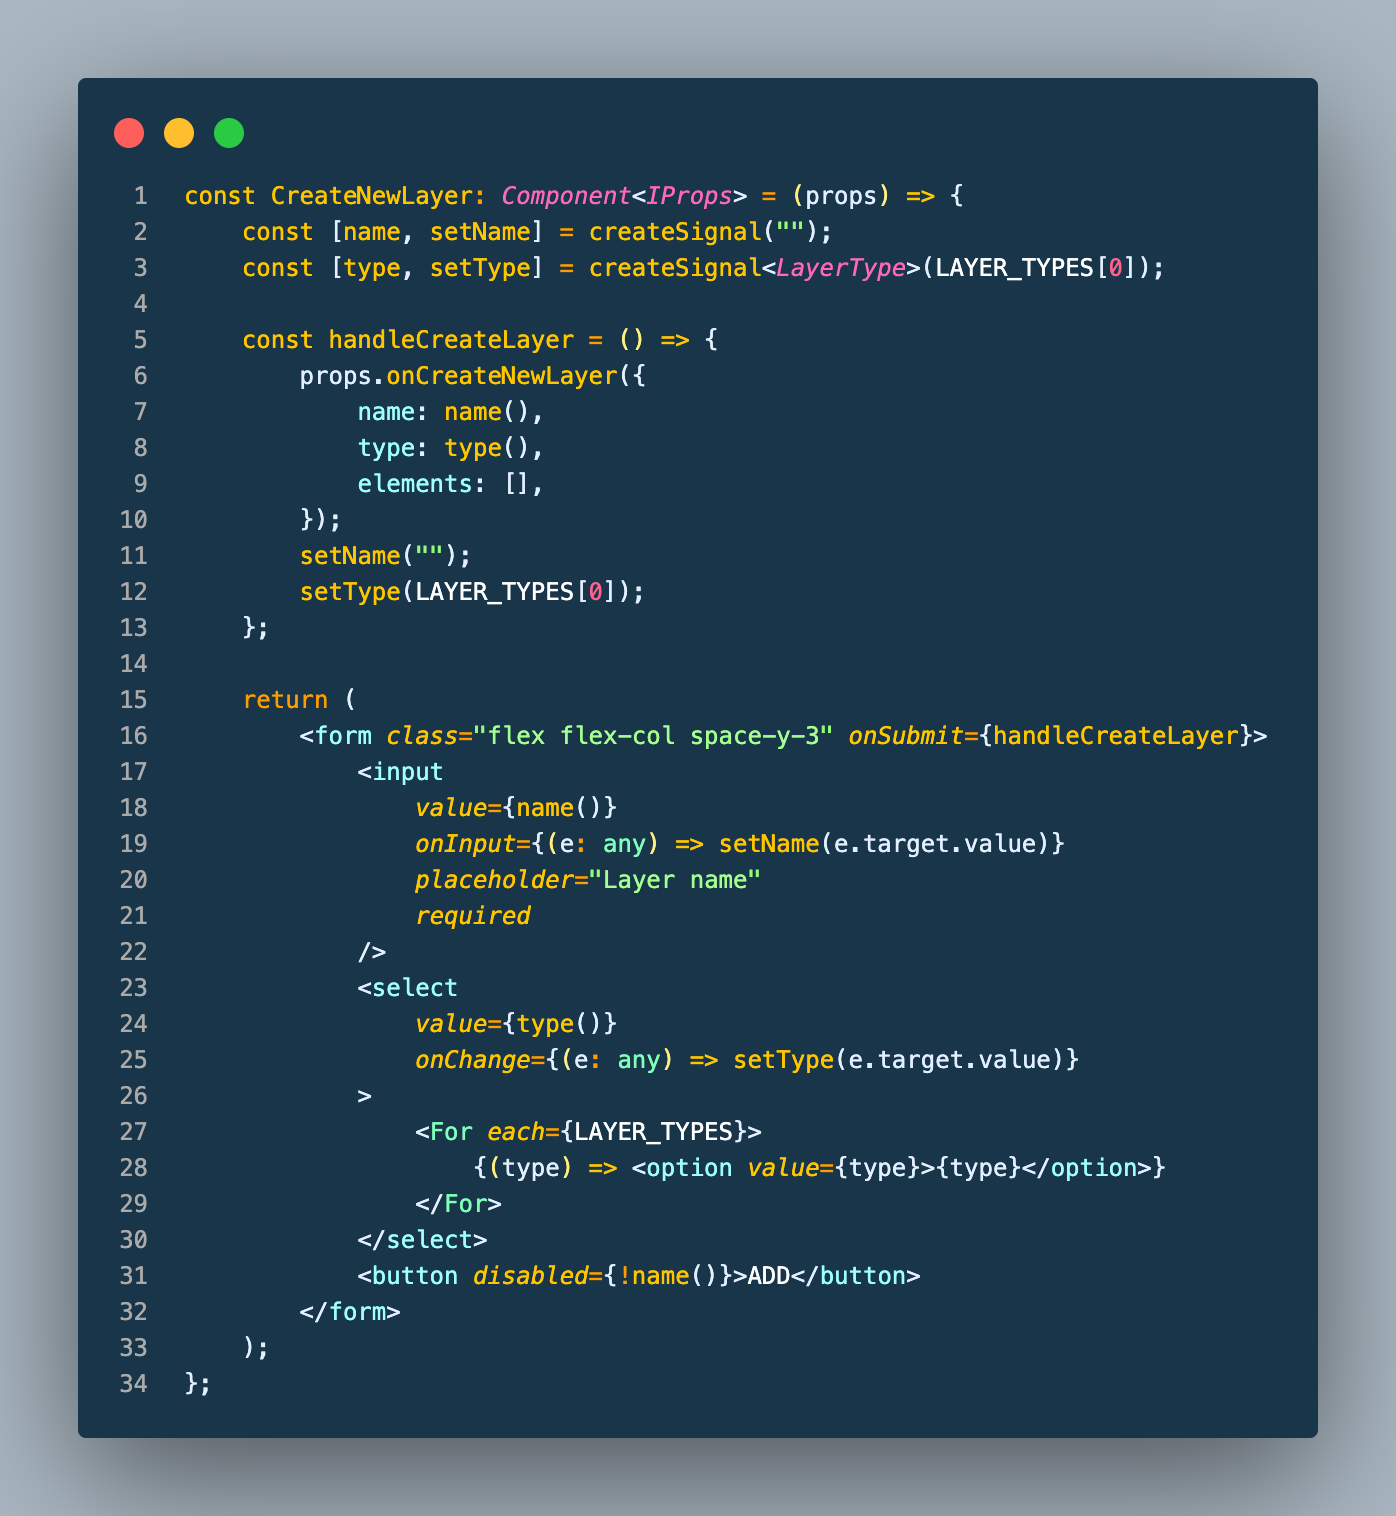 1 const CreateNewLayer: Component<IProps> = (props) => {
2     const [name, setName] = createSignal("");
3     const [type, setType] = createSignal<LayerType>(LAYER_TYPES[0]);
4
5     const handleCreateLayer = () => {
6         props.onCreateNewLayer({
7             name: name(),
8             type: type(),
9             elements: [],
10         });
11         setName("");
12         setType(LAYER_TYPES[0]);
13     };
14
15     return (
16         <form class="flex flex-col space-y-3" onSubmit={handleCreateLayer}>
17             <input
18                 value={name()}
19                 onInput={(e: any) => setName(e.target.value)}
20                 placeholder="Layer name"
21                 required
22             />
23             <select
24                 value={type()}
25                 onChange={(e: any) => setType(e.target.value)}
26             >
27                 <For each={LAYER_TYPES}>
28                     {(type) => <option value={type}>{type}</option>}
29                 </For>
30             </select>
31             <button disabled={!name()}>ADD</button>
32         </form>
33     );
34 };